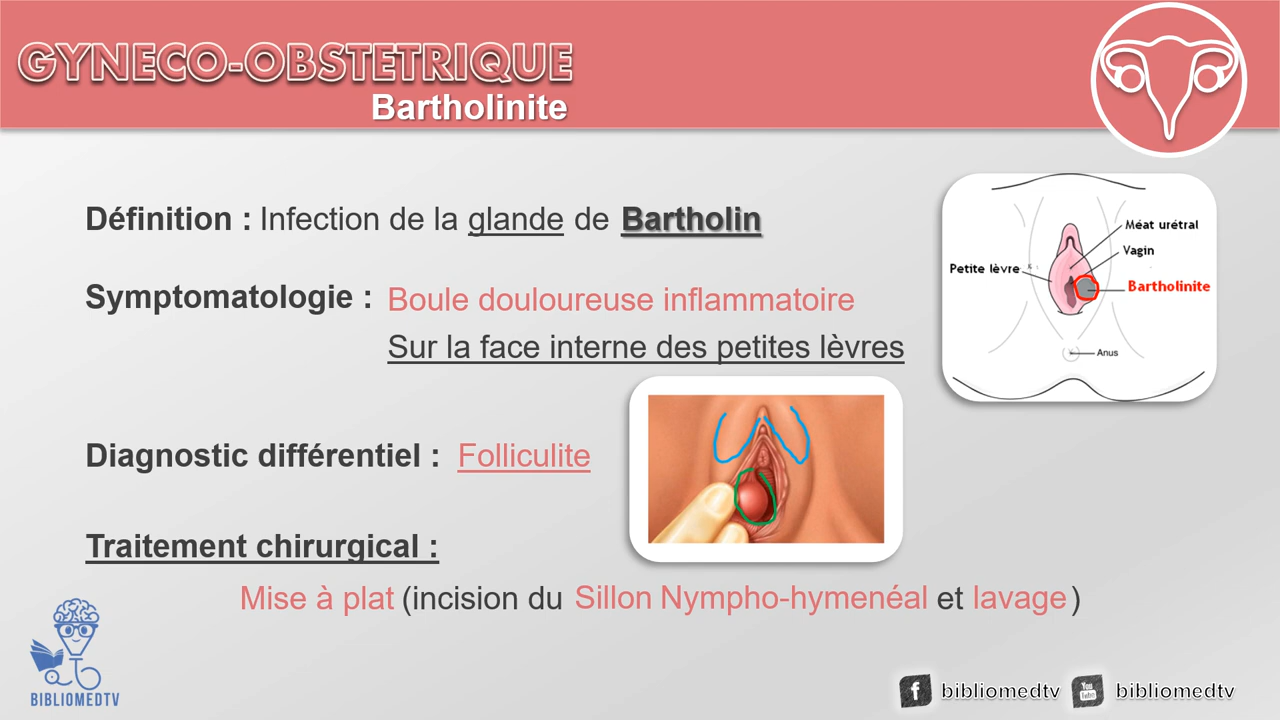 GYNECO-OBSTETRIQUE
Bartholinite
Définition : Infection de la glande de Bartholin
Symptomatologie : Boule douloureuse inflammatoire
Sur la face interne des petites lèvres
Méat urétral
Vagin
Petite lèvre
Bartholinite
Anus
Diagnostic différentiel : Folliculite
Traitement chirurgical :
Mise à plat (incision du Sillon Nympho-hymenéal et lavage)
BIBLIOMEDTV
f bibliomedtv You Tube bibliomedtv